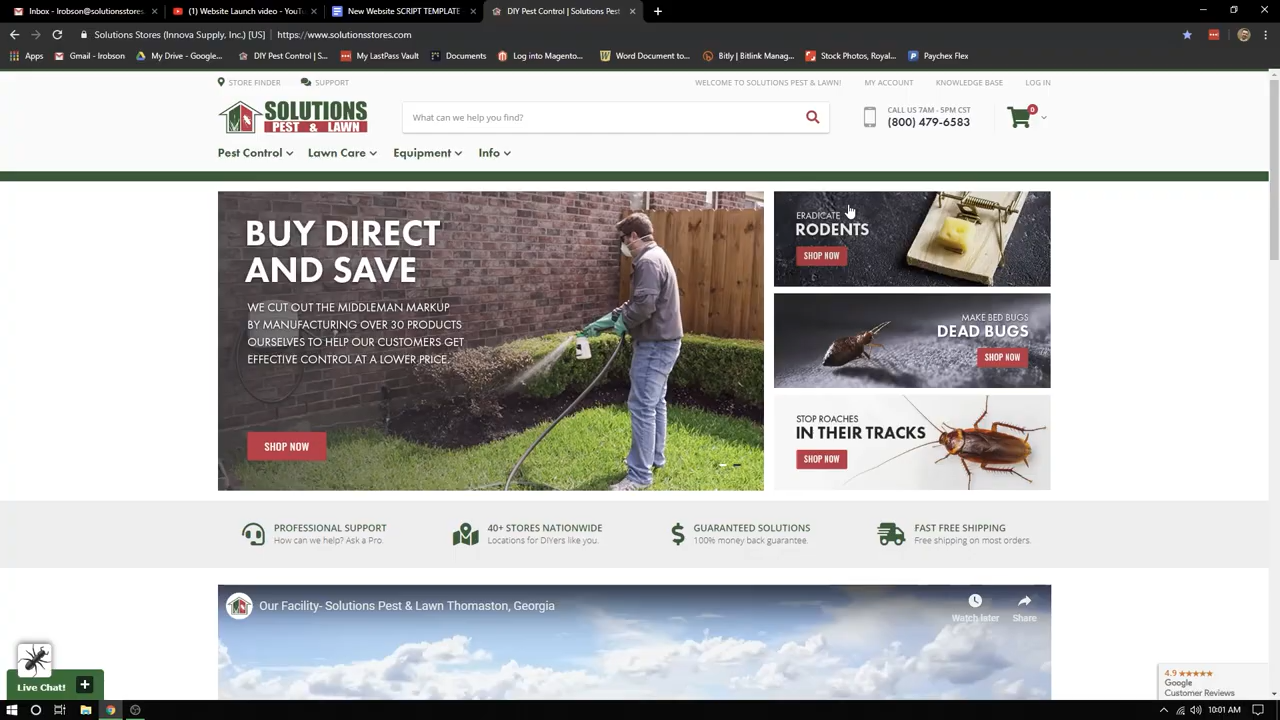 Inbox - irobson@solutionsstores.c
(1) Website Launch video - YouTu
New Website SCRIPT TEMPLATE
DIY Pest Control | Solutions Pest
Solutions Stores (Innova Supply, Inc.) [US] | https://www.solutionsstores.com
Apps
Gmail - irobson
My Drive - Google...
DIY Pest Control | S...
My LastPass Vault
Documents
Log into Magento...
Word Document to...
Bitly | Bitlink Manag...
Stock Photos, Royal...
Paychex Flex
STORE FINDER
SUPPORT
WELCOME TO SOLUTIONS PEST & LAWN!
MY ACCOUNT
KNOWLEDGE BASE
LOG IN
SOLUTIONS
PEST & LAWN
What can we help you find?
CALL US 7AM - 5PM CST
(800) 479-6583
0
Pest Control
Lawn Care
Equipment
Info
BUY DIRECT
AND SAVE
WE CUT OUT THE MIDDLEMAN MARKUP
BY MANUFACTURING OVER 30 PRODUCTS
OURSELVES TO HELP OUR CUSTOMERS GET
EFFECTIVE CONTROL AT A LOWER PRICE.
SHOP NOW
ERADICATE
RODENTS
SHOP NOW
MAKE BED BUGS
DEAD BUGS
SHOP NOW
STOP ROACHES
IN THEIR TRACKS
SHOP NOW
PROFESSIONAL SUPPORT
How can we help? Ask a Pro.
40+ STORES NATIONWIDE
Locations for DIYers like you.
GUARANTEED SOLUTIONS
100% money back guarantee.
FAST FREE SHIPPING
Free shipping on most orders.
Our Facility- Solutions Pest & Lawn Thomaston, Georgia
Watch later
Share
Live Chat!
4.9
Google
Customer Reviews
10:01 AM